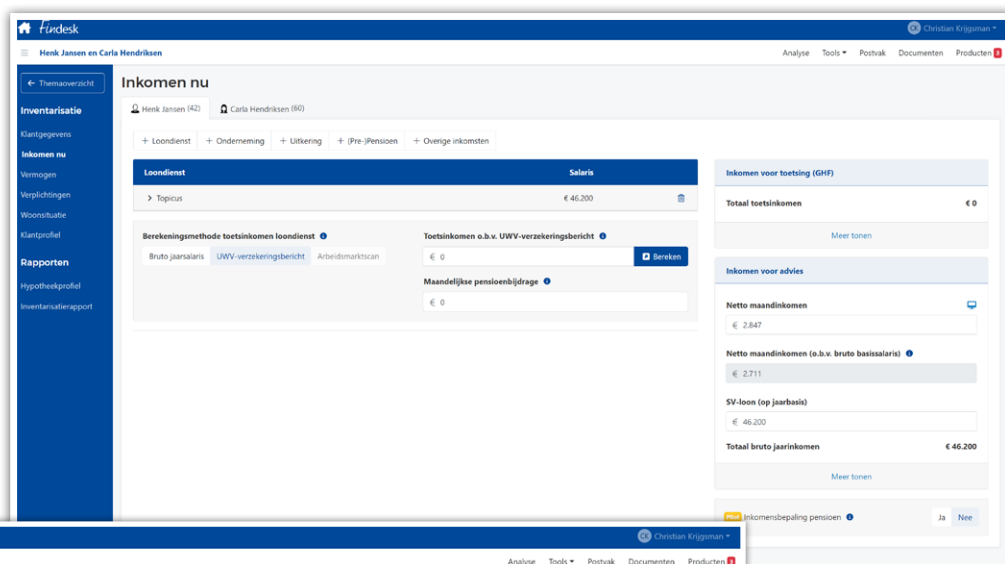 Findesk
CK Christian Krijgsman
Henk Jansen en Carla Hendriksen
Analyse Tools Postvak Documenten Producten 3
← Themaoverzicht
Inkomen nu
Inventarisatie
Henk Jansen (42) Carla Hendriksen (60)
Klantgegevens
Inkomen nu
Vermogen
Verplichtingen
Woonsituatie
Klantprofiel
Rapporten
Hypotheekprofiel
Inventarisatierapport
+ Loondienst + Onderneming + Uitkering + (Pre-)Pensioen + Overige inkomsten
Loondienst Salaris
> Topicus € 46.200
Berekeningsmethode toetsinkomen loondienst
Bruto jaarsalaris UWV-verzekeringsbericht Arbeidsmarktscan
Toetsinkomen o.b.v. UWV-verzekeringsbericht
€ 0 Bereken
Maandelijkse pensioenbijdrage
€ 0
Inkomen voor toetsing (GHF)
Totaal toetsinkomen € 0
Meer tonen
Inkomen voor advies
Netto maandinkomen
€ 2.847
Netto maandinkomen (o.b.v. bruto basissalaris)
€ 2.711
SV-loon (op jaarbasis)
€ 46.200
Totaal bruto jaarinkomen € 46.200
Meer tonen
Pilot Inkomensbepaling pensioen Ja Nee
CK Christian Krijgsman
Analyse Tools Postvak Documenten Producten 3